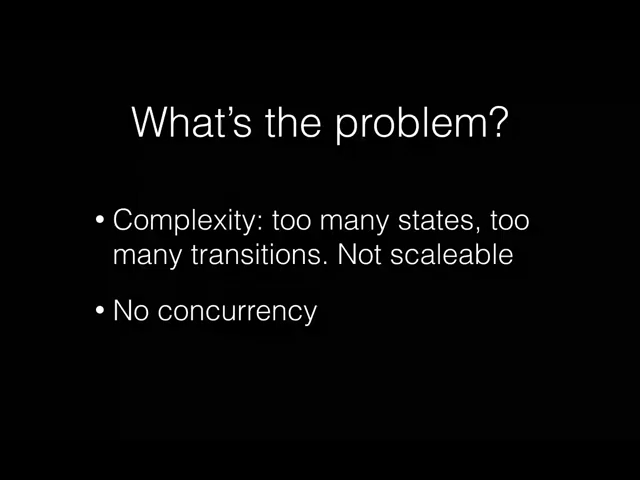 What’s the problem?
• Complexity: too many states, too
many transitions. Not scaleable
• No concurrency